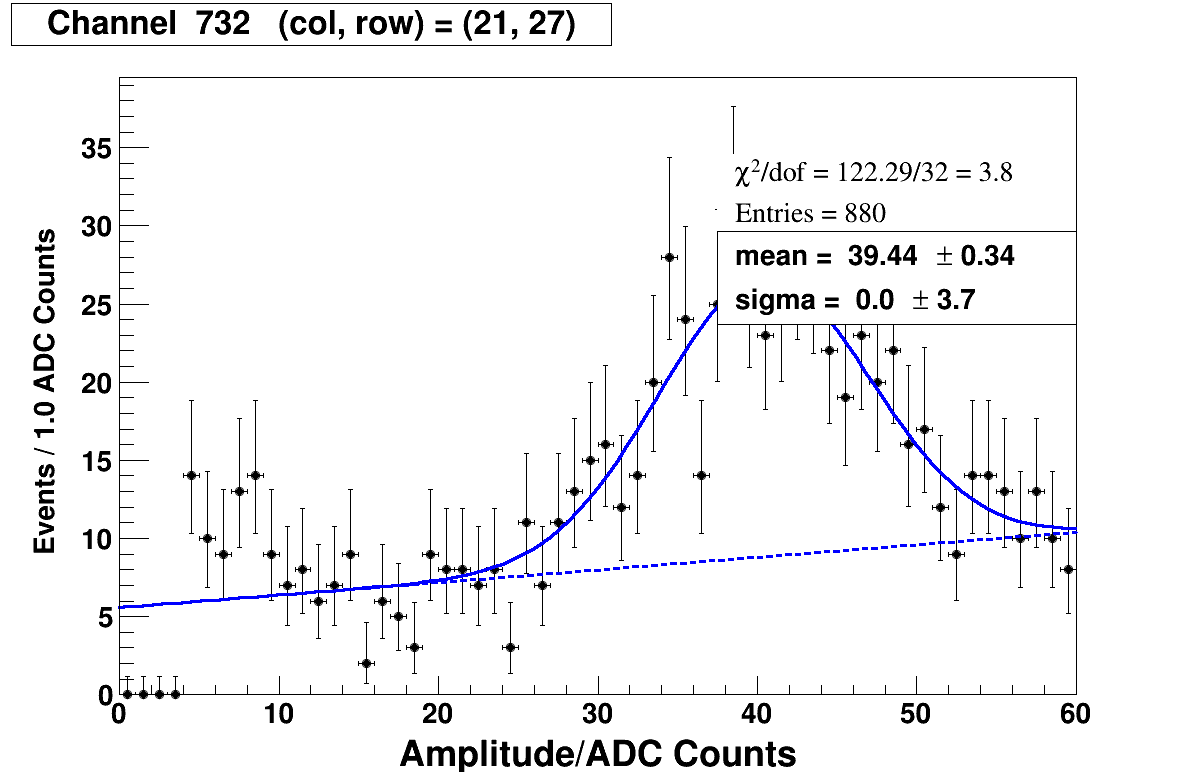 Channel 732 (col, row) = (21, 27)
χ²/dof = 122.29/32 = 3.8
Entries = 880
mean = 39.44 ± 0.34
sigma = 0.0 ± 3.7
Events / 1.0 ADC Counts
35
30
25
20
15
10
5
0
0 10 20 30 40 50 60
Amplitude/ADC Counts